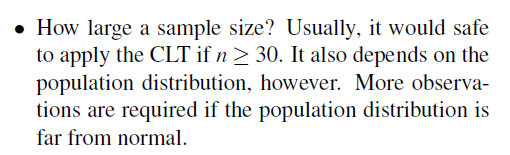 • How large a sample size? Usually, it would safe
to apply the CLT if n ≥ 30. It also depends on the
population distribution, however. More observa-
tions are required if the population distribution is
far from normal.